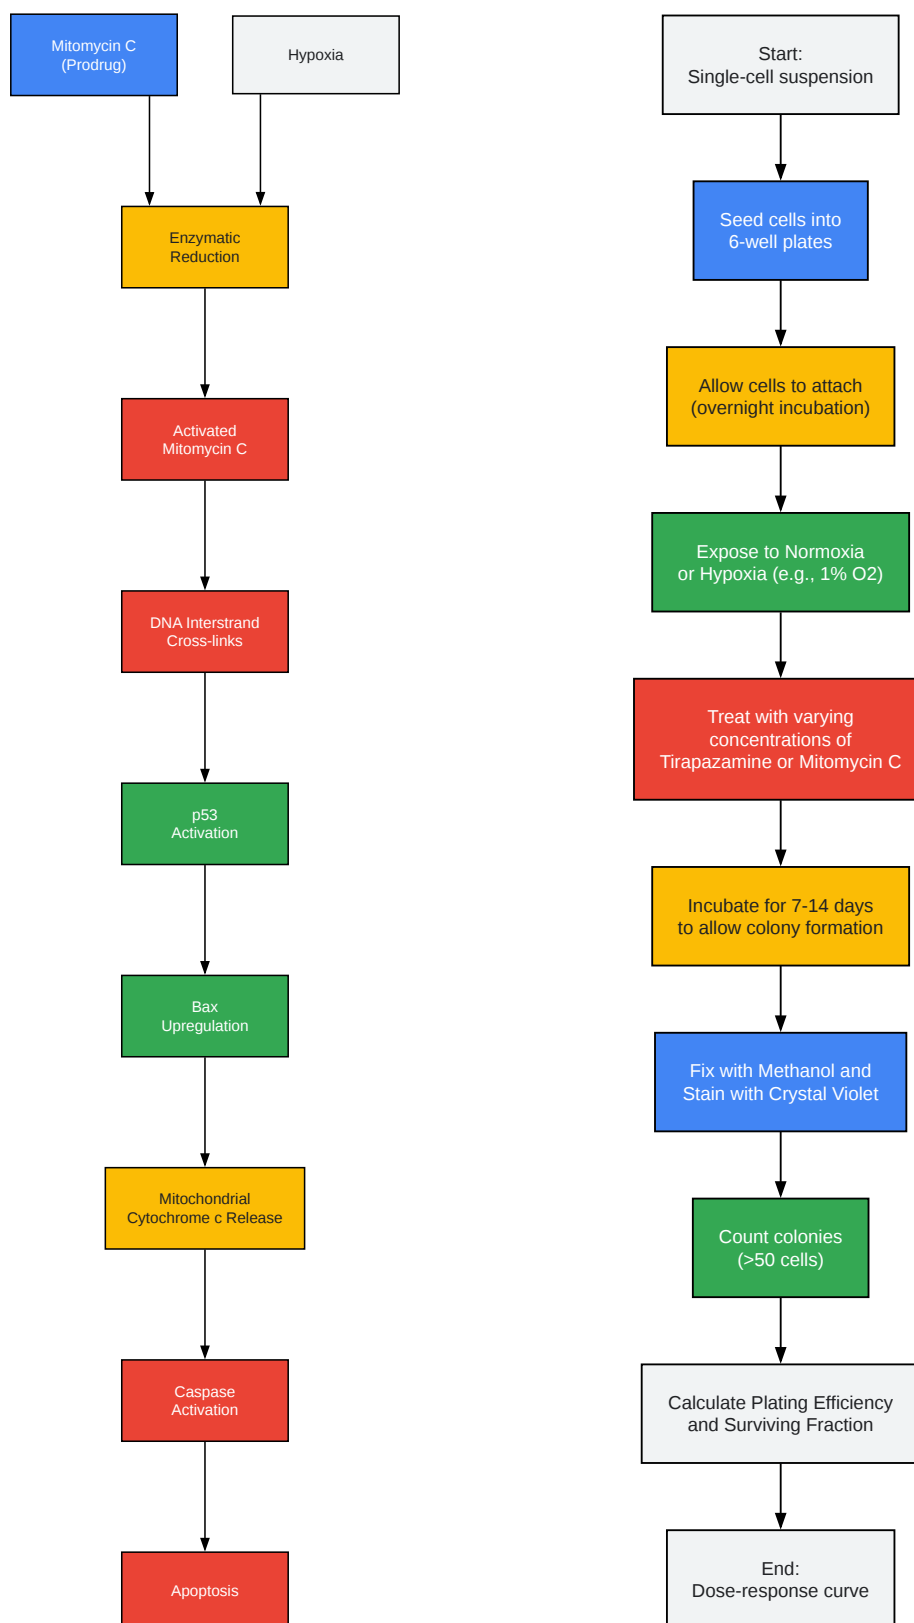 Mitomycin C
(Prodrug)
Hypoxia
Enzymatic
Reduction
Activated
Mitomycin C
DNA Interstrand
Cross-links
p53
Activation
Bax
Upregulation
Mitochondrial
Cytochrome c Release
Caspase
Activation
Apoptosis
Start:
Single-cell suspension
Seed cells into
6-well plates
Allow cells to attach
(overnight incubation)
Expose to Normoxia
or Hypoxia (e.g., 1% O2)
Treat with varying
concentrations of
Tirapazamine or Mitomycin C
Incubate for 7-14 days
to allow colony formation
Fix with Methanol and
Stain with Crystal Violet
Count colonies
(>50 cells)
Calculate Plating Efficiency
and Surviving Fraction
End:
Dose-response curve